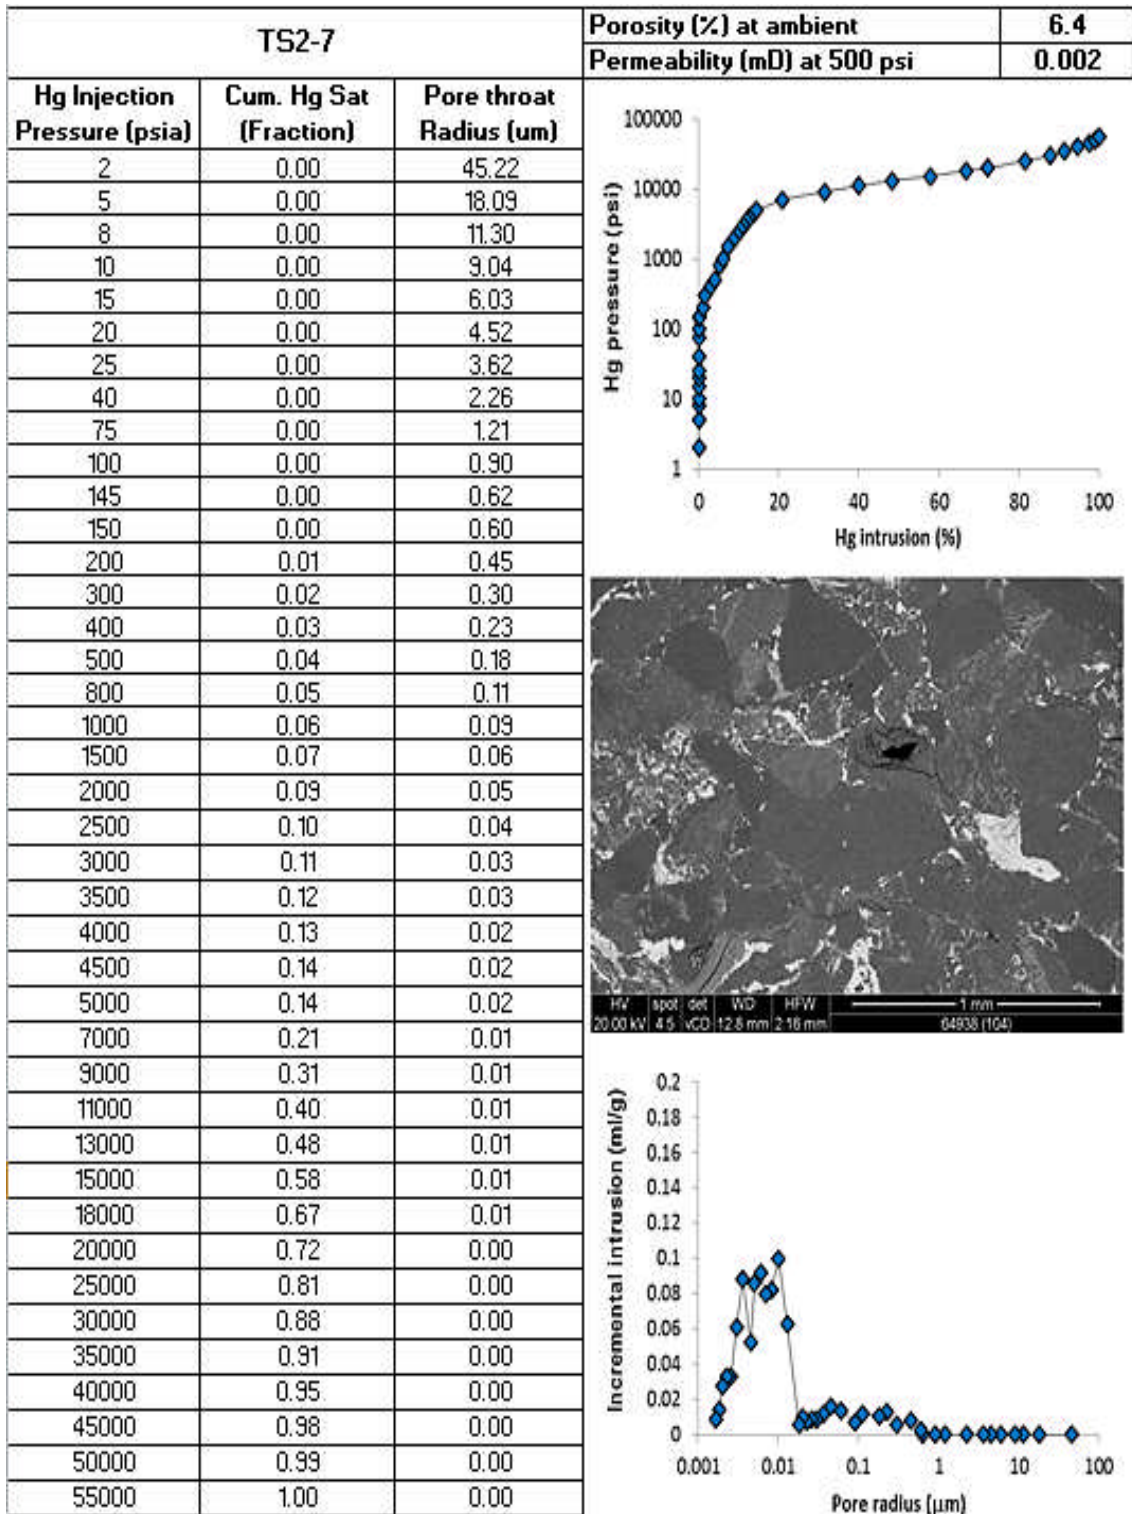 TS2-7
Porosity (%) at ambient 6.4
Permeability (mD) at 500 psi 0.002
Hg Injection Pressure (psia) Cum. Hg Sat (Fraction) Pore throat Radius (um)
2 0.00 45.22
5 0.00 18.09
8 0.00 11.30
10 0.00 9.04
15 0.00 6.03
20 0.00 4.52
25 0.00 3.62
40 0.00 2.26
75 0.00 1.21
100 0.00 0.90
145 0.00 0.62
150 0.00 0.60
200 0.01 0.45
300 0.02 0.30
400 0.03 0.23
500 0.04 0.18
800 0.05 0.11
1000 0.06 0.09
1500 0.07 0.06
2000 0.09 0.05
2500 0.10 0.04
3000 0.11 0.03
3500 0.12 0.03
4000 0.13 0.02
4500 0.14 0.02
5000 0.14 0.02
7000 0.21 0.01
9000 0.31 0.01
11000 0.40 0.01
13000 0.48 0.01
15000 0.58 0.01
18000 0.67 0.01
20000 0.72 0.00
25000 0.81 0.00
30000 0.88 0.00
35000 0.91 0.00
40000 0.95 0.00
45000 0.98 0.00
50000 0.99 0.00
55000 1.00 0.00
Hg pressure (psi)
100000
10000
1000
100
10
1
0 20 40 60 80 100
Hg intrusion (%)
HV spot det WD HFW 1 mm
20.00 kV 4.5 vCD 12.8 mm 2.16 mm 64938 (104)
Incremental intrusion (ml/g)
0.2
0.18
0.16
0.14
0.12
0.1
0.08
0.06
0.04
0.02
0
0.001 0.01 0.1 1 10 100
Pore radius (μm)